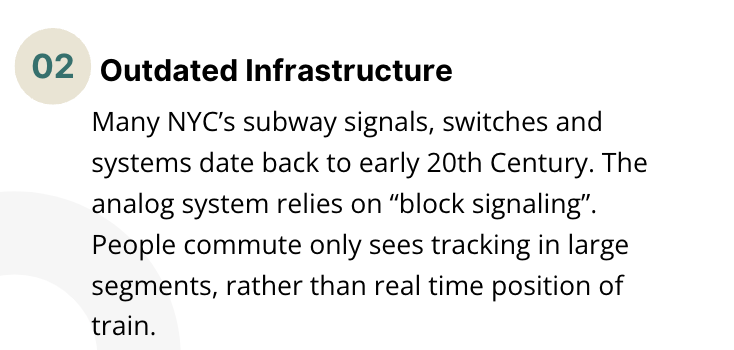 02 Outdated Infrastructure
Many NYC’s subway signals, switches and
systems date back to early 20th Century. The
analog system relies on “block signaling”.
People commute only sees tracking in large
segments, rather than real time position of
train.